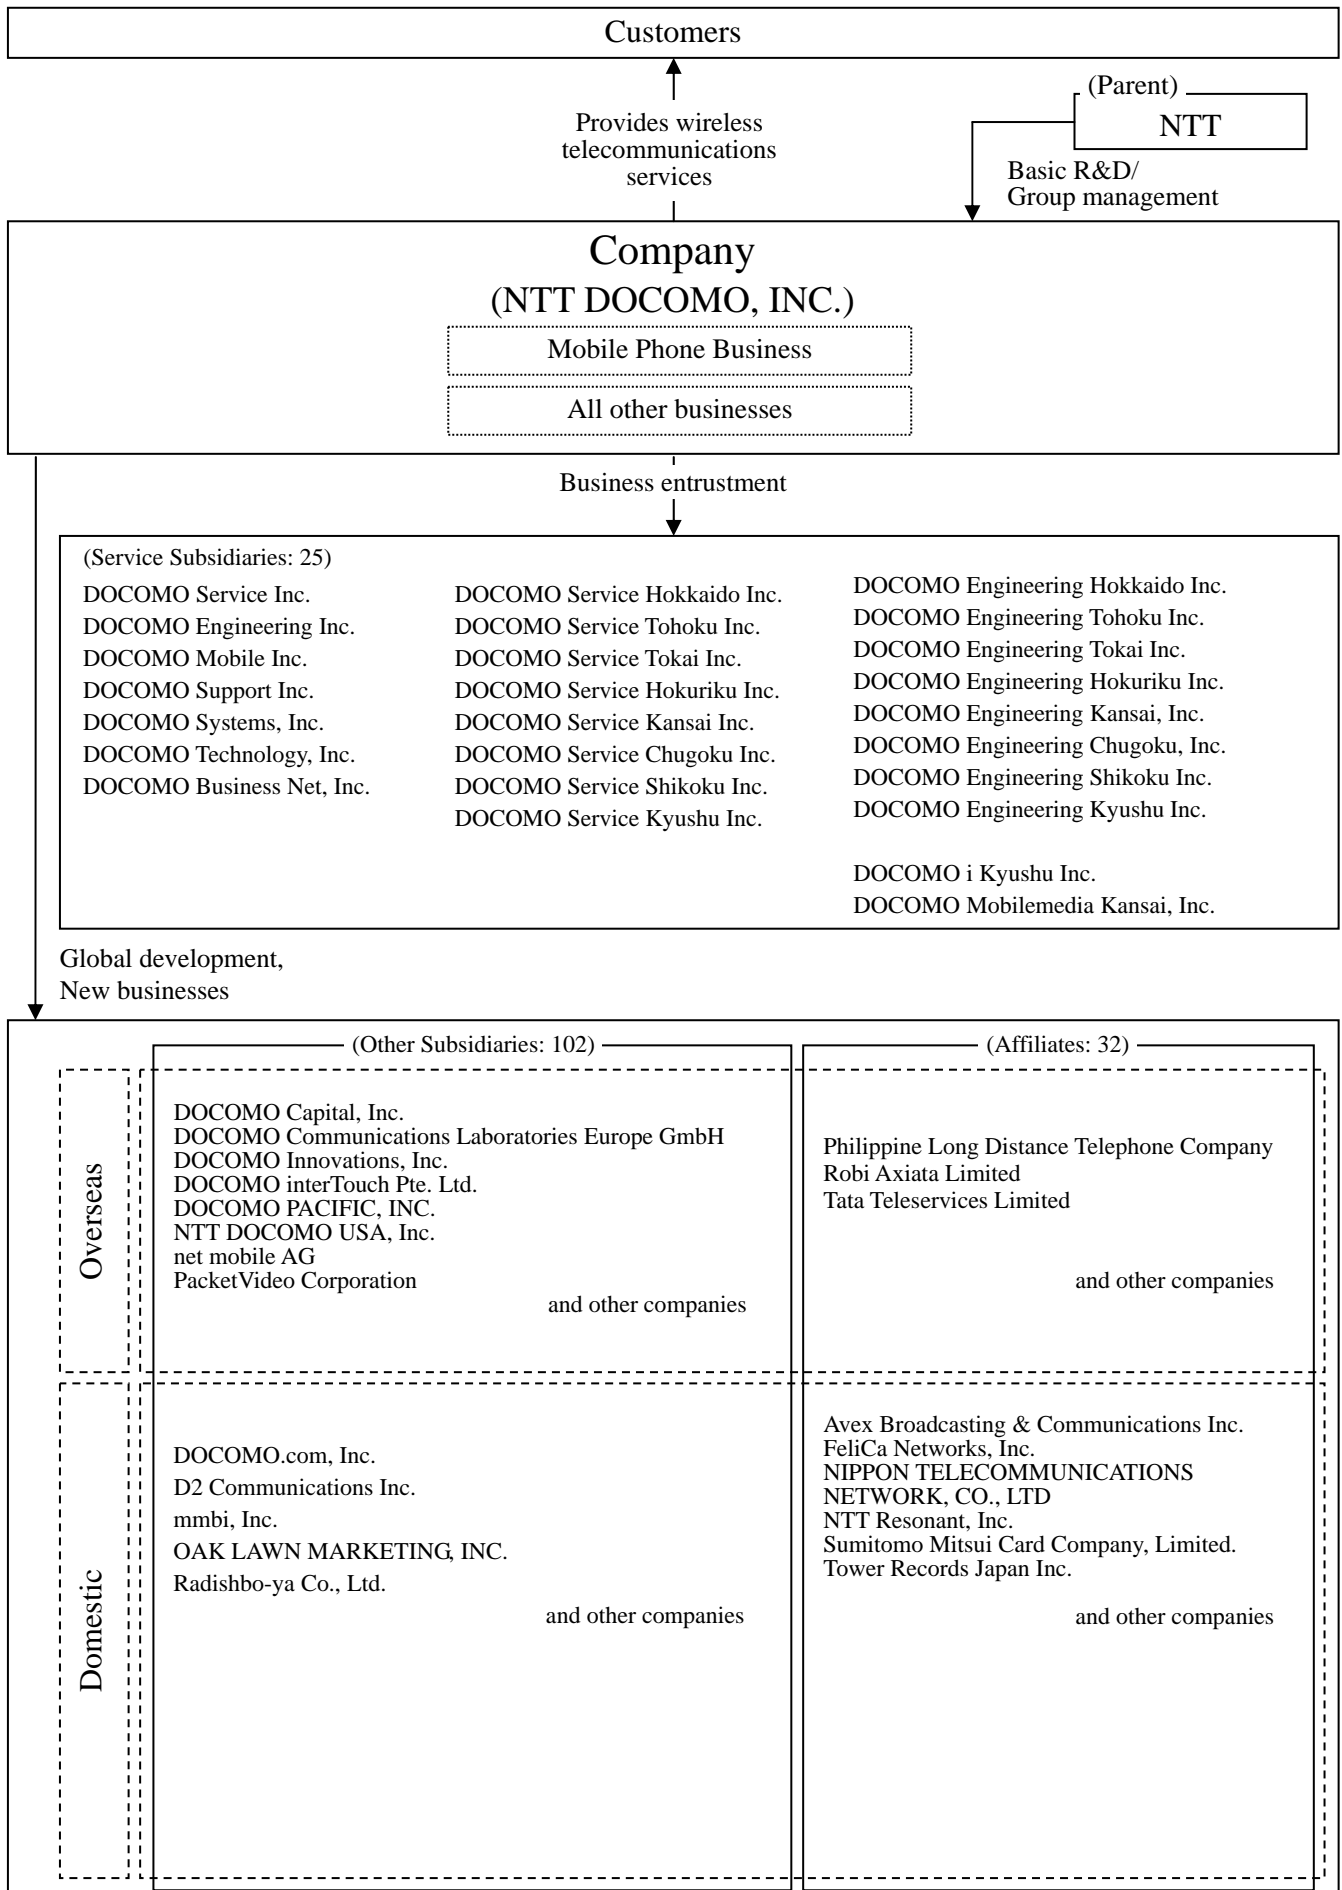 Customers
Provides wireless
telecommunications
services
(Parent)
NTT
Basic R&D/
Group management
Company
(NTT DOCOMO, INC.)
Mobile Phone Business
All other businesses
Business entrustment
(Service Subsidiaries: 25)
DOCOMO Service Inc.
DOCOMO Engineering Inc.
DOCOMO Mobile Inc.
DOCOMO Support Inc.
DOCOMO Systems, Inc.
DOCOMO Technology, Inc.
DOCOMO Business Net, Inc.
DOCOMO Service Hokkaido Inc.
DOCOMO Service Tohoku Inc.
DOCOMO Service Tokai Inc.
DOCOMO Service Hokuriku Inc.
DOCOMO Service Kansai Inc.
DOCOMO Service Chugoku Inc.
DOCOMO Service Shikoku Inc.
DOCOMO Service Kyushu Inc.
DOCOMO Engineering Hokkaido Inc.
DOCOMO Engineering Tohoku Inc.
DOCOMO Engineering Tokai Inc.
DOCOMO Engineering Hokuriku Inc.
DOCOMO Engineering Kansai, Inc.
DOCOMO Engineering Chugoku, Inc.
DOCOMO Engineering Shikoku Inc.
DOCOMO Engineering Kyushu Inc.
DOCOMO i Kyushu Inc.
DOCOMO Mobilemedia Kansai, Inc.
Global development,
New businesses
(Other Subsidiaries: 102)
(Affiliates: 32)
Overseas
DOCOMO Capital, Inc.
DOCOMO Communications Laboratories Europe GmbH
DOCOMO Innovations, Inc.
DOCOMO interTouch Pte. Ltd.
DOCOMO PACIFIC, INC.
NTT DOCOMO USA, Inc.
net mobile AG
PacketVideo Corporation
and other companies
Philippine Long Distance Telephone Company
Robi Axiata Limited
Tata Teleservices Limited
and other companies
Domestic
DOCOMO.com, Inc.
D2 Communications Inc.
mmbi, Inc.
OAK LAWN MARKETING, INC.
Radishbo-ya Co., Ltd.
and other companies
Avex Broadcasting & Communications Inc.
FeliCa Networks, Inc.
NIPPON TELECOMMUNICATIONS
NETWORK, CO., LTD
NTT Resonant, Inc.
Sumitomo Mitsui Card Company, Limited.
Tower Records Japan Inc.
and other companies